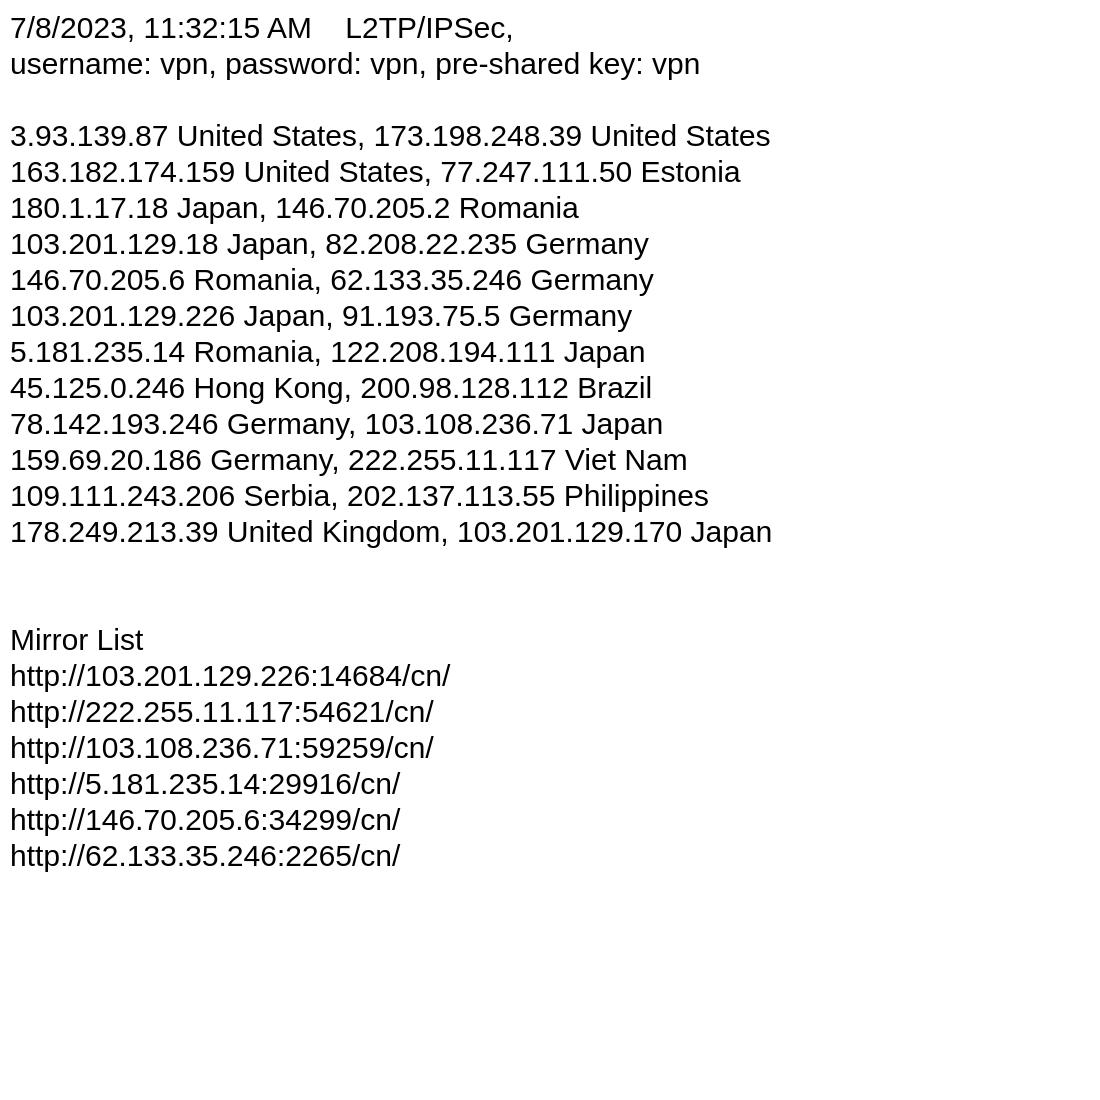 7/8/2023, 11:32:15 AM    L2TP/IPSec,
username: vpn, password: vpn, pre-shared key: vpn
3.93.139.87 United States, 173.198.248.39 United States
163.182.174.159 United States, 77.247.111.50 Estonia
180.1.17.18 Japan, 146.70.205.2 Romania
103.201.129.18 Japan, 82.208.22.235 Germany
146.70.205.6 Romania, 62.133.35.246 Germany
103.201.129.226 Japan, 91.193.75.5 Germany
5.181.235.14 Romania, 122.208.194.111 Japan
45.125.0.246 Hong Kong, 200.98.128.112 Brazil
78.142.193.246 Germany, 103.108.236.71 Japan
159.69.20.186 Germany, 222.255.11.117 Viet Nam
109.111.243.206 Serbia, 202.137.113.55 Philippines
178.249.213.39 United Kingdom, 103.201.129.170 Japan
Mirror List
http://103.201.129.226:14684/cn/
http://222.255.11.117:54621/cn/
http://103.108.236.71:59259/cn/
http://5.181.235.14:29916/cn/
http://146.70.205.6:34299/cn/
http://62.133.35.246:2265/cn/